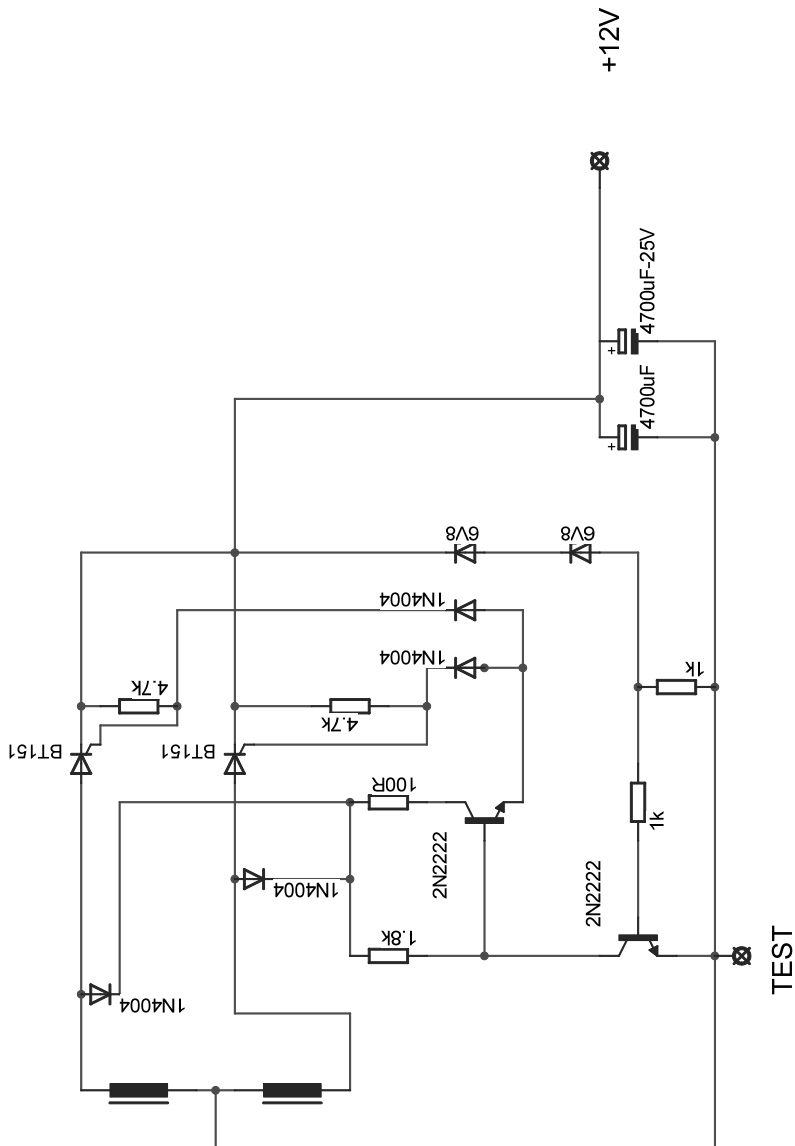 +12V
4700uF-25V
+
4700uF
+
6V8
6V8
1N4004
1N4004
4.7k
4.7k
1k
BT151
BT151
100R
1k
2N2222
2N2222
1N4004
1.8k
1N4004
TEST